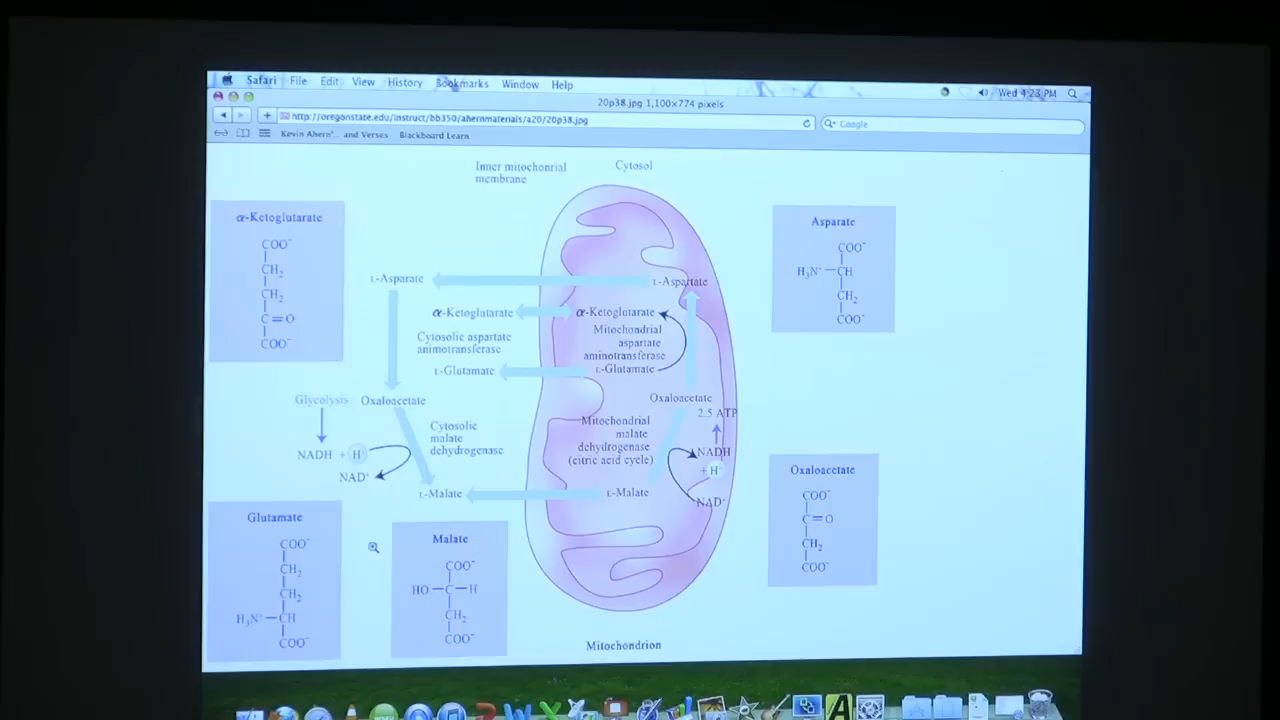 Safari File Edit View History Bookmarks Window Help
Wed 4:23 PM
20p38.jpg 1,100×774 pixels
http://oregonstate.edu/instruct/bb350/ahernmaterials/a20/20p38.jpg
Google
Kevin Ahern'... and Verses Blackboard Learn
Inner mitochonrial
membrane
Cytosol
α-Ketoglutarate
COO⁻
CH₂
CH₂
C=O
COO⁻
Asparate
COO⁻
H₃N⁺—CH
CH₂
COO⁻
L-Asparate
L-Aspartate
α-Ketoglutarate
α-Ketoglutarate
Cytosolic aspartate
animotransferase
Mitochondrial
aspartate
aminotransferase
L-Glutamate
L-Glutamate
Glycolysis
Oxaloacetate
Oxaloacetate
2.5 ATP
Cytosolic
malate
dehydrogenase
Mitochondrial
malate
dehydrogenase
(citric acid cycle)
NADH + H⁺
NAD⁺
NADH
+ H⁺
NAD⁺
L-Malate
L-Malate
Oxaloacetate
COO⁻
C=O
CH₂
COO⁻
Glutamate
COO⁻
CH₂
CH₂
H₃N⁺—CH
COO⁻
Malate
COO⁻
HO—C—H
CH₂
COO⁻
Mitochondrion